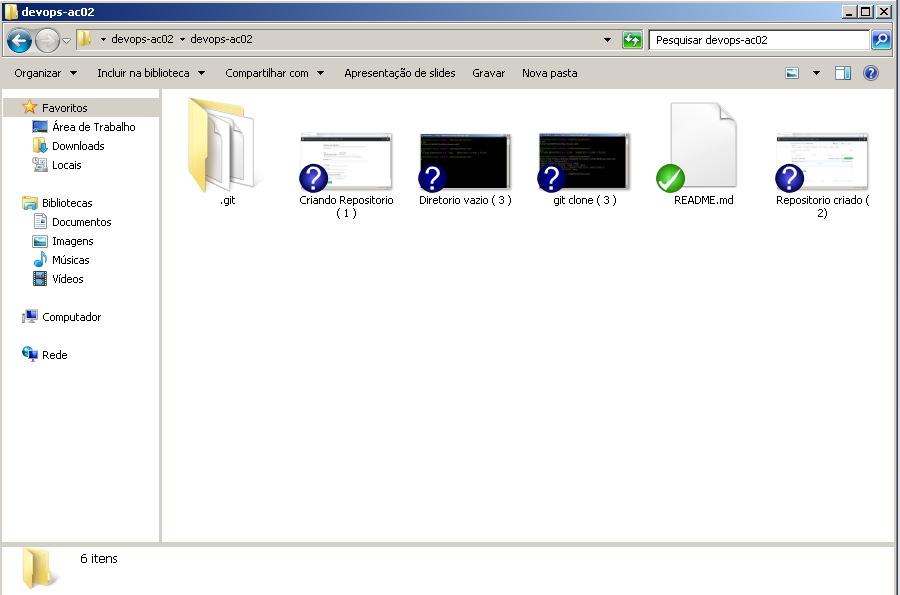 devops-ac02
devops-ac02 devops-ac02
Pesquisar devops-ac02
Organizar Incluir na biblioteca Compartilhar com Apresentação de slides Gravar Nova pasta
Favoritos
Área de Trabalho
Downloads
Locais
Bibliotecas
Documentos
Imagens
Músicas
Vídeos
Computador
Rede
.git
Criando Repositorio
( 1 )
Diretorio vazio ( 3 )
git clone ( 3 )
README.md
Repositorio criado (
2)
6 itens